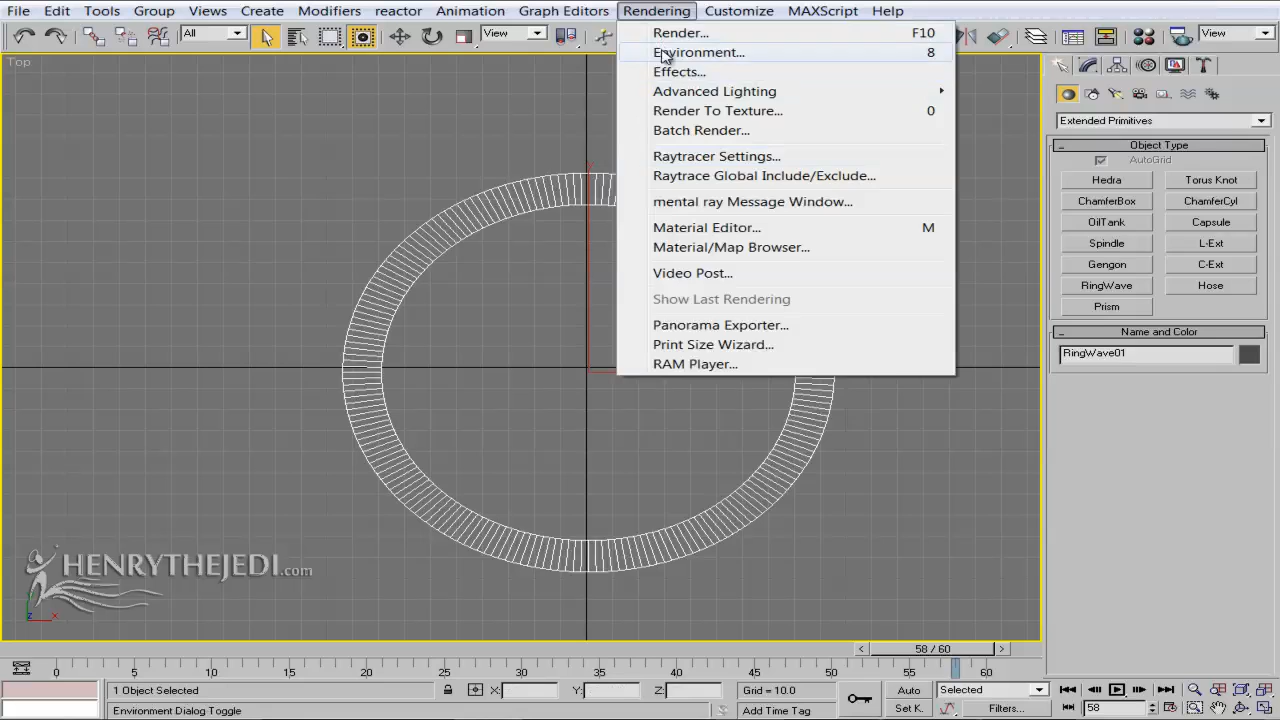 File Edit Tools Group Views Create Modifiers reactor Animation Graph Editors Rendering Customize MAXScript Help
All View View
Top
Render... F10
Environment... 8
Effects...
Advanced Lighting
Render To Texture... 0
Batch Render...
Raytracer Settings...
Raytrace Global Include/Exclude...
mental ray Message Window...
Material Editor... M
Material/Map Browser...
Video Post...
Show Last Rendering
Panorama Exporter...
Print Size Wizard...
RAM Player...
Extended Primitives
- Object Type
AutoGrid
Hedra Torus Knot
ChamferBox ChamferCyl
OilTank Capsule
Spindle L-Ext
Gengon C-Ext
RingWave Hose
Prism
- Name and Color
RingWave01
HENRYTHEJEDI.com
z x
< 58 / 60 >
0 5 10 15 20 25 30 35 40 45 50 55 60
1 Object Selected X: Y: Z: Grid = 10.0 Auto Selected
Environment Dialog Toggle Add Time Tag Set K. Filters... 58